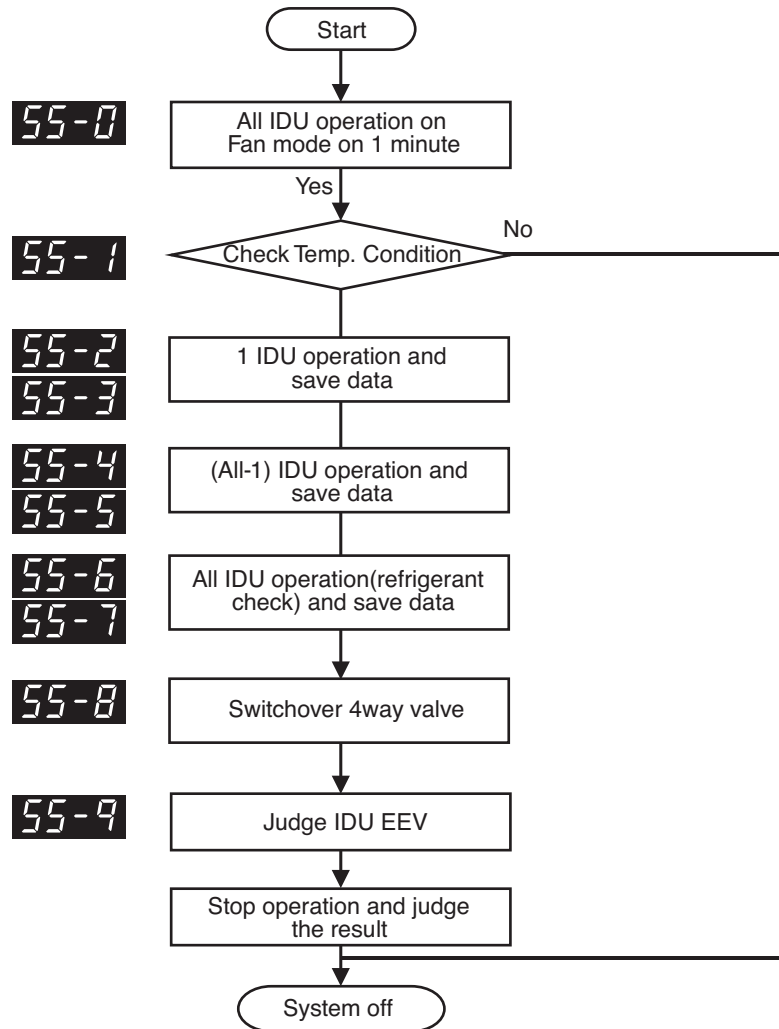 Start
55-0
All IDU operation on
Fan mode on 1 minute
Yes
No
55-1
Check Temp. Condition
55-2
55-3
1 IDU operation and
save data
55-4
55-5
(All-1) IDU operation and
save data
55-6
55-7
All IDU operation(refrigerant
check) and save data
55-8
Switchover 4way valve
55-9
Judge IDU EEV
Stop operation and judge
the result
System off